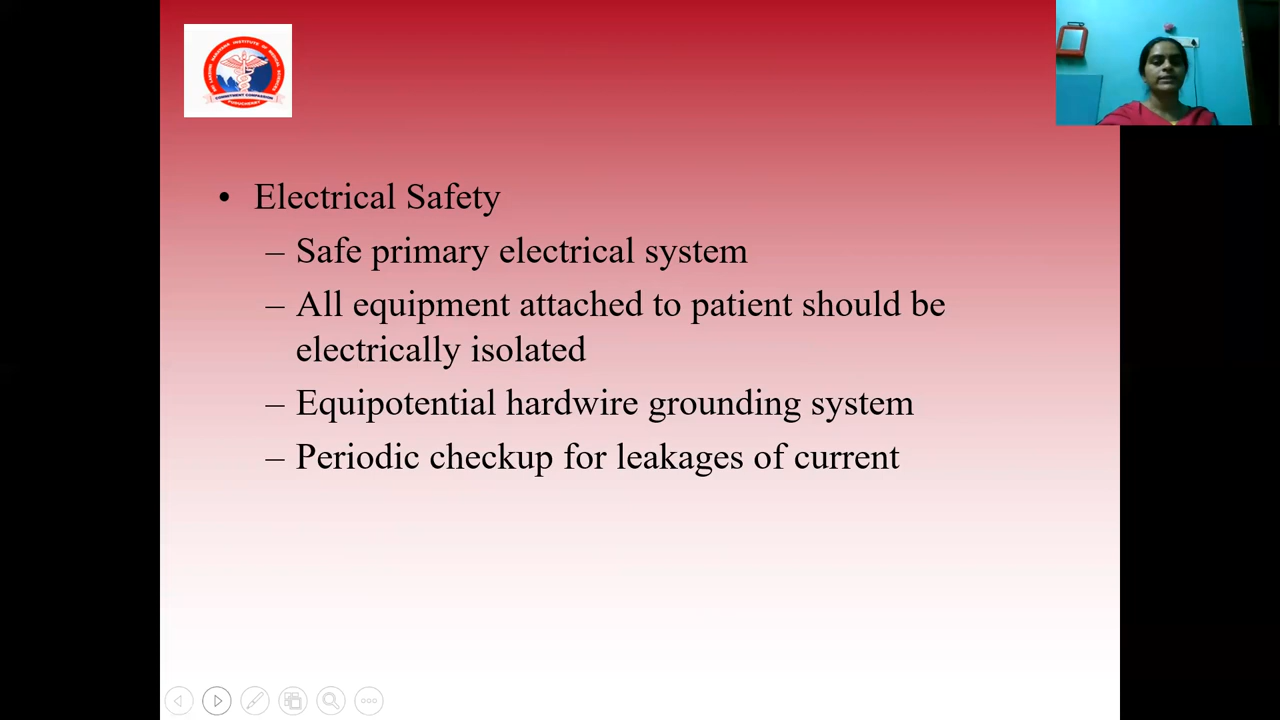 • Electrical Safety
– Safe primary electrical system
– All equipment attached to patient should be
electrically isolated
– Equipotential hardwire grounding system
– Periodic checkup for leakages of current